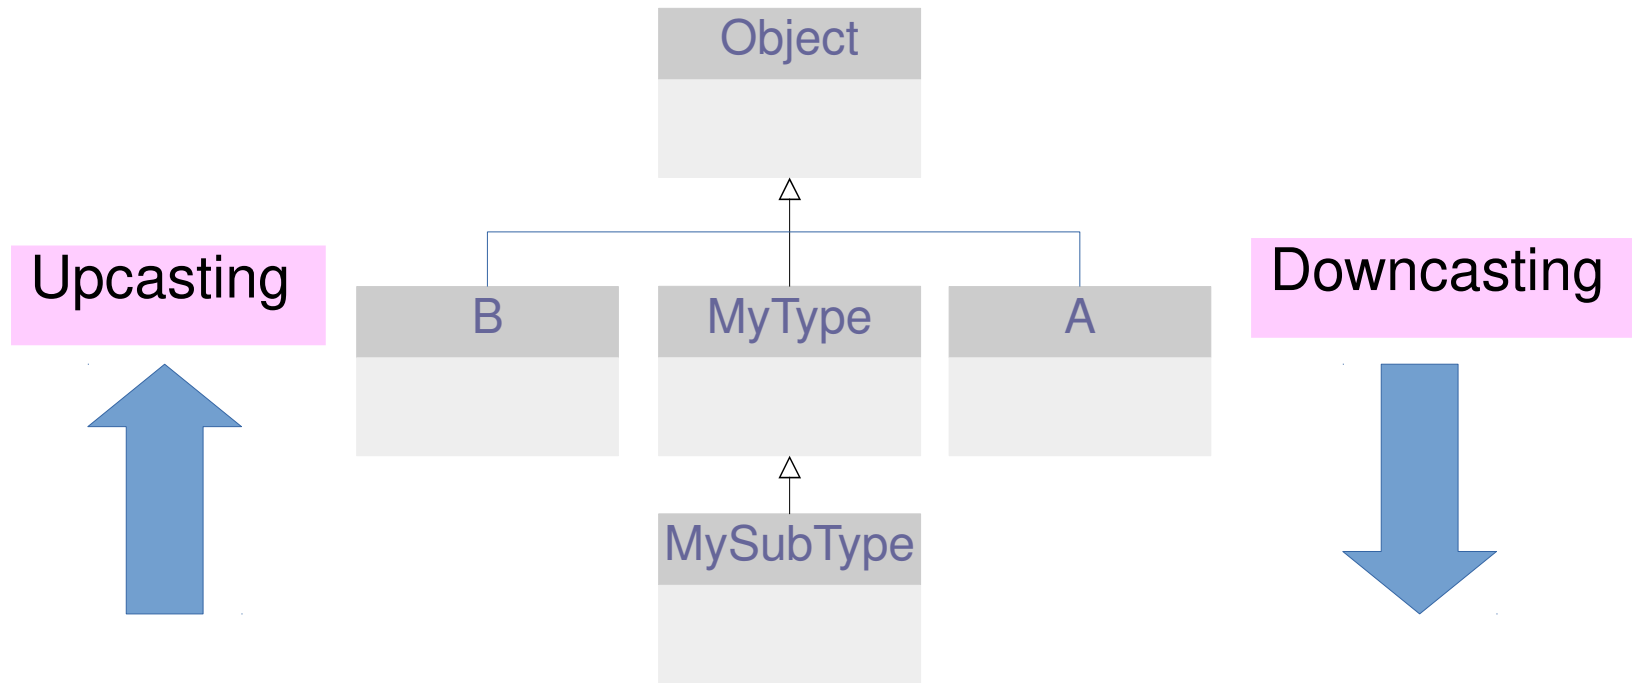 Object
Upcasting
Downcasting
B
MyType
A
MySubType